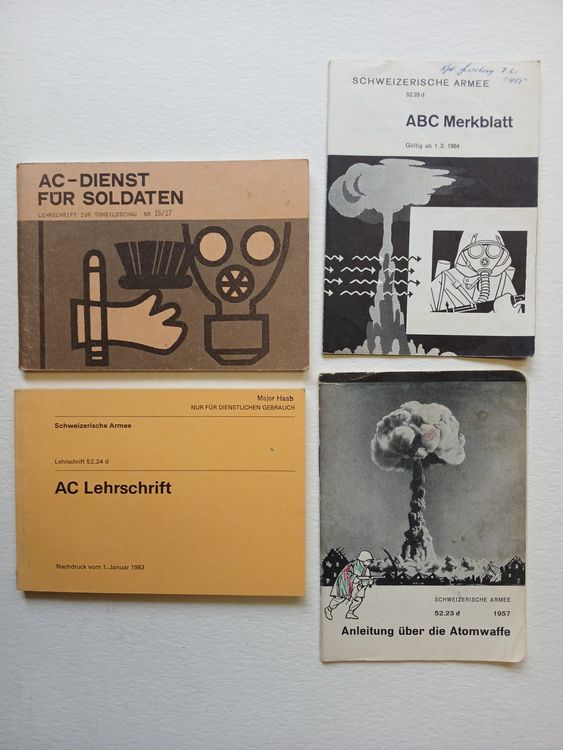 AC-DIENST
FÜR SOLDATEN
LEHRSCHRIFT ZUR TONBILDSCHAU NR 15/17
SCHWEIZERISCHE ARMEE
52.23 d
ABC Merkblatt
Gültig ab 1. 3. 1964
Major Haab
NUR FÜR DIENSTLICHEN GEBRAUCH
Schweizerische Armee
Lehrschrift 52.24 d
AC Lehrschrift
Nachdruck vom 1. Januar 1983
SCHWEIZERISCHE ARMEE
52.23 d 1957
Anleitung über die Atomwaffe